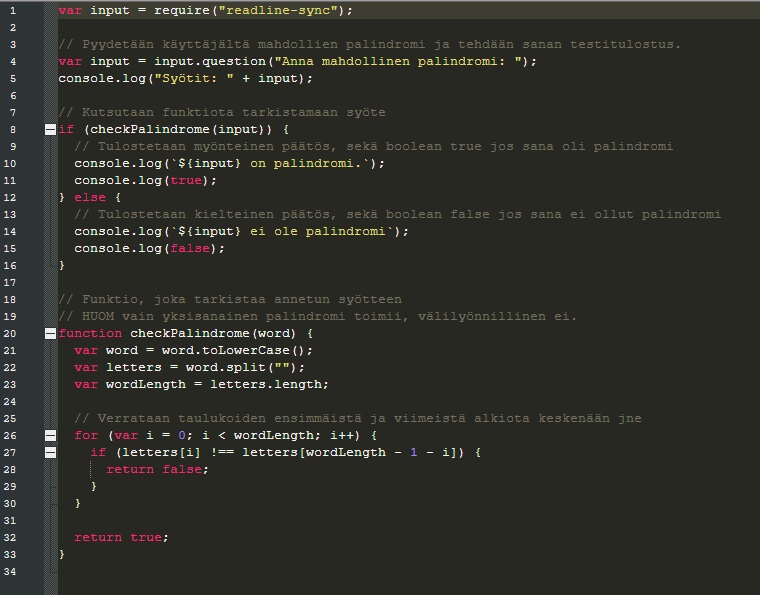 1 var input = require("readline-sync");
2
3 // Pyydetään käyttäjältä mahdollien palindromi ja tehdään sanan testitulostus.
4 var input = input.question("Anna mahdollinen palindromi: ");
5 console.log("Syötit: " + input);
6
7 // Kutsutaan funktiota tarkistamaan syöte
8 if (checkPalindrome(input)) {
9 // Tulostetaan myönteinen päätös, sekä boolean true jos sana oli palindromi
10 console.log(`${input} on palindromi.`);
11 console.log(true);
12 } else {
13 // Tulostetaan kielteinen päätös, sekä boolean false jos sana ei ollut palindromi
14 console.log(`${input} ei ole palindromi`);
15 console.log(false);
16 }
17
18 // Funktio, joka tarkistaa annetun syötteen
19 // HUOM vain yksisanainen palindromi toimii, välilyönnillinen ei.
20 function checkPalindrome(word) {
21 var word = word.toLowerCase();
22 var letters = word.split("");
23 var wordLength = letters.length;
24
25 // Verrataan taulukoiden ensimmäistä ja viimeistä alkiota keskenään jne
26 for (var i = 0; i < wordLength; i++) {
27 if (letters[i] !== letters[wordLength - 1 - i]) {
28 return false;
29 }
30 }
31
32 return true;
33 }
34